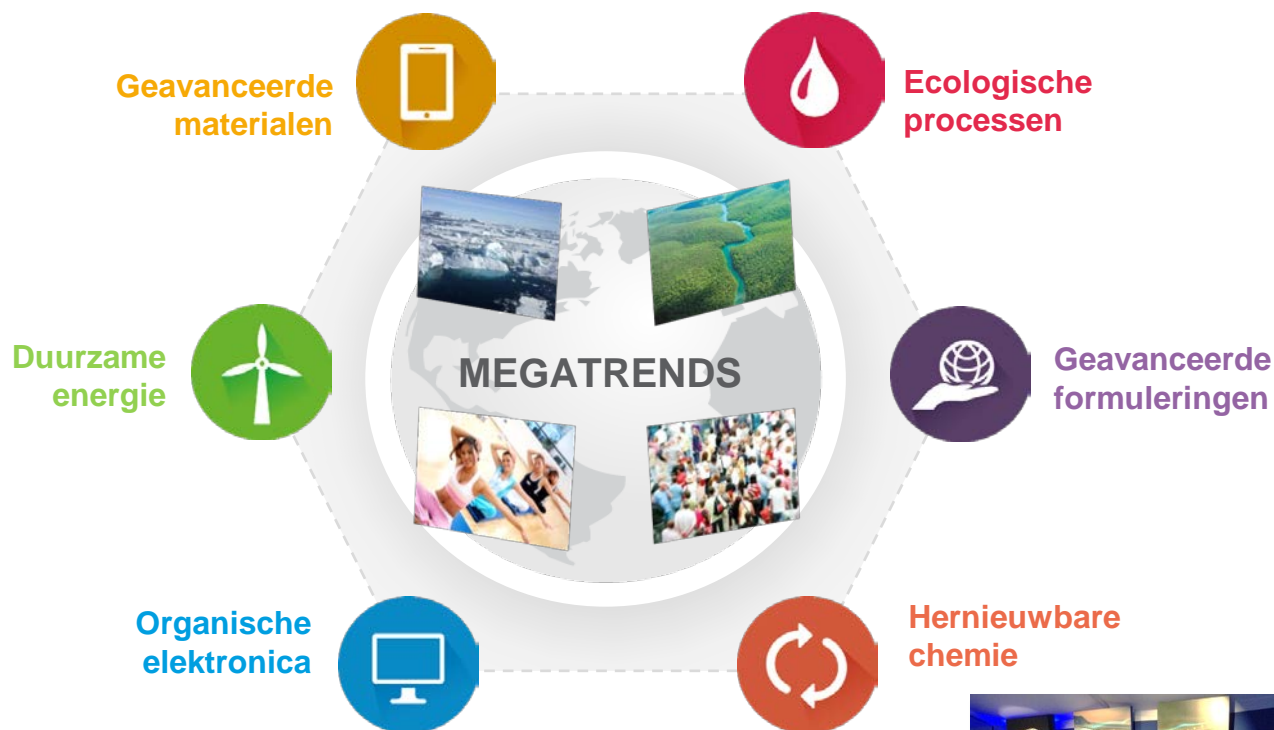 Geavanceerde
materialen
Ecologische
processen
Duurzame
energie
MEGATRENDS
Geavanceerde
formuleringen
Organische
elektronica
Hernieuwbare
chemie